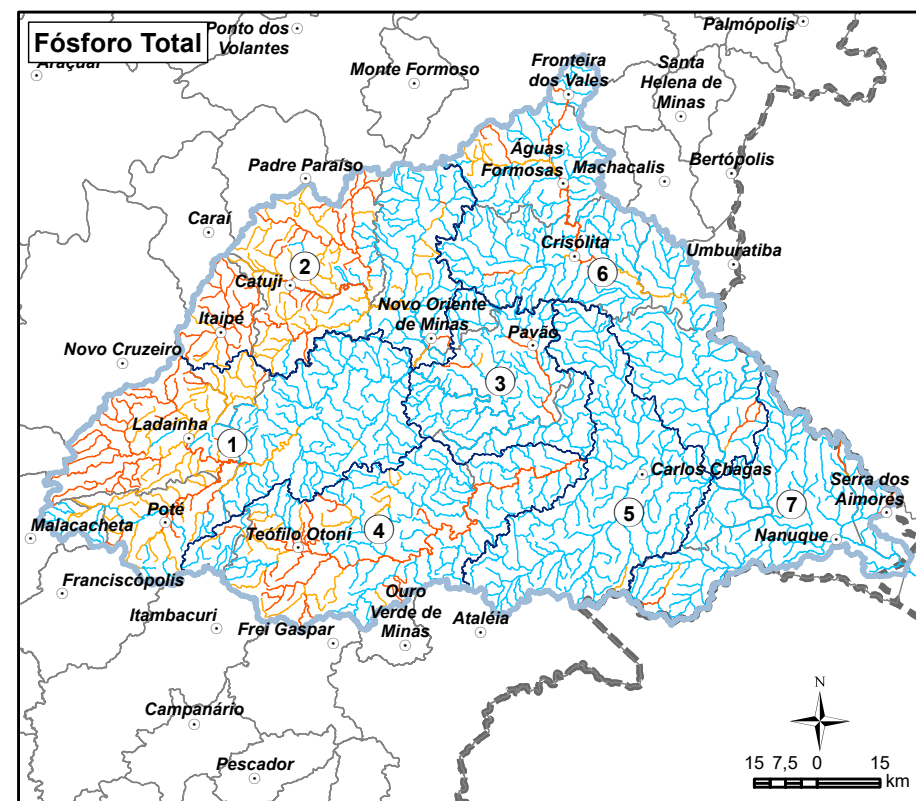 Fósforo Total
Ponto dos
Volantes
Palmópolis
Araçuaí
Monte Formoso
Fronteira
dos Vales
Santa
Helena de
Minas
Águas
Formosas
Machacalis
Bertópolis
Padre Paraíso
Caraí
Crisólita
Umburatiba
2
6
Catuji
Itaipé
Novo Oriente
de Minas
Pavão
Novo Cruzeiro
3
Ladainha
1
Carlos Chagas
Serra dos
Aimorés
Poté
Malacacheta
Teófilo Otoni
4
5
7
Nanuque
Franciscópolis
Itambacuri
Frei Gaspar
Ouro
Verde de
Minas
Ataléia
Campanário
Pescador
N
15 7,5 0 15
km